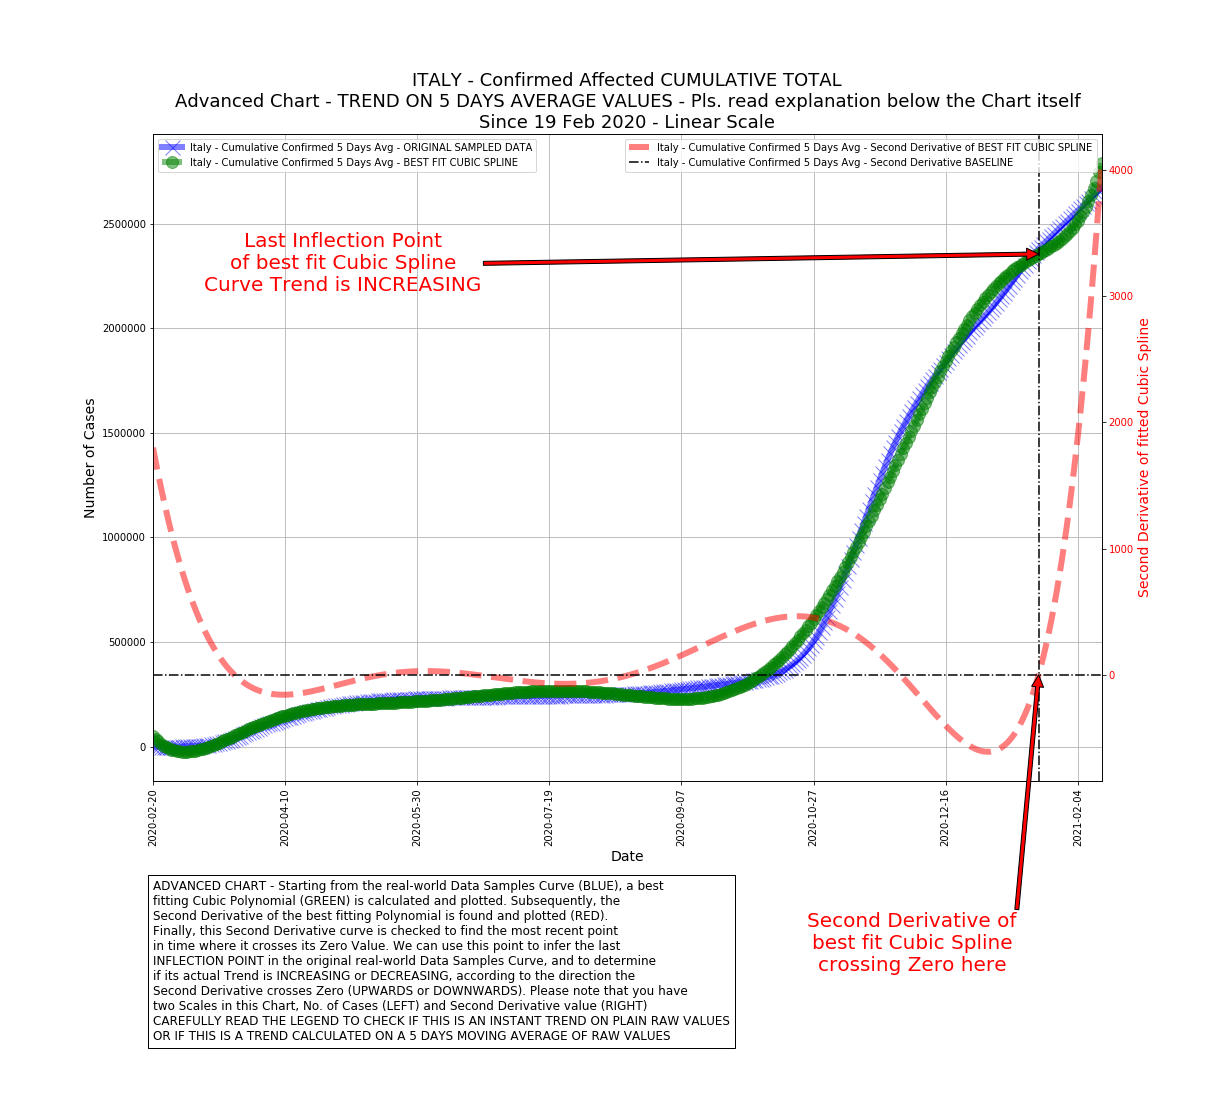 ITALY - Confirmed Affected CUMULATIVE TOTAL
Advanced Chart - TREND ON 5 DAYS AVERAGE VALUES - Pls. read explanation below the Chart itself
Since 19 Feb 2020 - Linear Scale
Italy - Cumulative Confirmed 5 Days Avg - ORIGINAL SAMPLED DATA
Italy - Cumulative Confirmed 5 Days Avg - BEST FIT CUBIC SPLINE
Italy - Cumulative Confirmed 5 Days Avg - Second Derivative of BEST FIT CUBIC SPLINE
Italy - Cumulative Confirmed 5 Days Avg - Second Derivative BASELINE
Last Inflection Point
of best fit Cubic Spline
Curve Trend is INCREASING
Number of Cases
2500000
2000000
1500000
1000000
500000
0
4000
3000
2000
1000
0
Second Derivative of fitted Cubic Spline
2020-02-20
2020-04-10
2020-05-30
2020-07-19
2020-09-07
2020-10-27
2020-12-16
2021-02-04
Date
ADVANCED CHART - Starting from the real-world Data Samples Curve (BLUE), a best
fitting Cubic Polynomial (GREEN) is calculated and plotted. Subsequently, the
Second Derivative of the best fitting Polynomial is found and plotted (RED).
Finally, this Second Derivative curve is checked to find the most recent point
in time where it crosses its Zero Value. We can use this point to infer the last
INFLECTION POINT in the original real-world Data Samples Curve, and to determine
if its actual Trend is INCREASING or DECREASING, according to the direction the
Second Derivative crosses Zero (UPWARDS or DOWNWARDS). Please note that you have
two Scales in this Chart, No. of Cases (LEFT) and Second Derivative value (RIGHT)
CAREFULLY READ THE LEGEND TO CHECK IF THIS IS AN INSTANT TREND ON PLAIN RAW VALUES
OR IF THIS IS A TREND CALCULATED ON A 5 DAYS MOVING AVERAGE OF RAW VALUES
Second Derivative of
best fit Cubic Spline
crossing Zero here